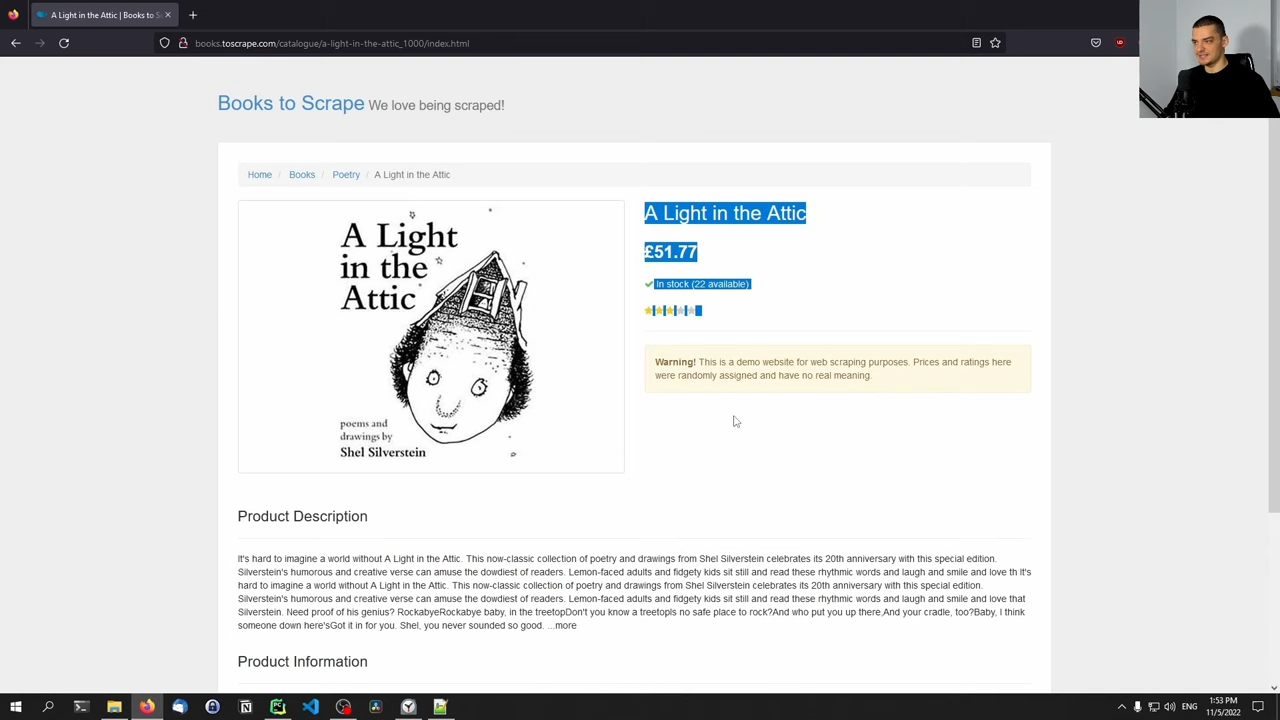 A Light in the Attic | Books to S
books.toscrape.com/catalogue/a-light-in-the-attic_1000/index.html
Books to Scrape We love being scraped!
Home / Books / Poetry / A Light in the Attic
A Light
in the
Attic
poems and
drawings by
Shel Silverstein
A Light in the Attic
£51.77
In stock (22 available)
Warning! This is a demo website for web scraping purposes. Prices and ratings here
were randomly assigned and have no real meaning.
Product Description
It's hard to imagine a world without A Light in the Attic. This now-classic collection of poetry and drawings from Shel Silverstein celebrates its 20th anniversary with this special edition.
Silverstein's humorous and creative verse can amuse the dowdiest of readers. Lemon-faced adults and fidgety kids sit still and read these rhythmic words and laugh and smile and love th It's
hard to imagine a world without A Light in the Attic. This now-classic collection of poetry and drawings from Shel Silverstein celebrates its 20th anniversary with this special edition.
Silverstein's humorous and creative verse can amuse the dowdiest of readers. Lemon-faced adults and fidgety kids sit still and read these rhythmic words and laugh and smile and love that
Silverstein. Need proof of his genius? RockabyeRockabye baby, in the treetopDon't you know a treetopIs no safe place to rock?And who put you up there,And your cradle, too?Baby, I think
someone down here'sGot it in for you. Shel, you never sounded so good. ...more
Product Information
ENG
1:53 PM
11/5/2022